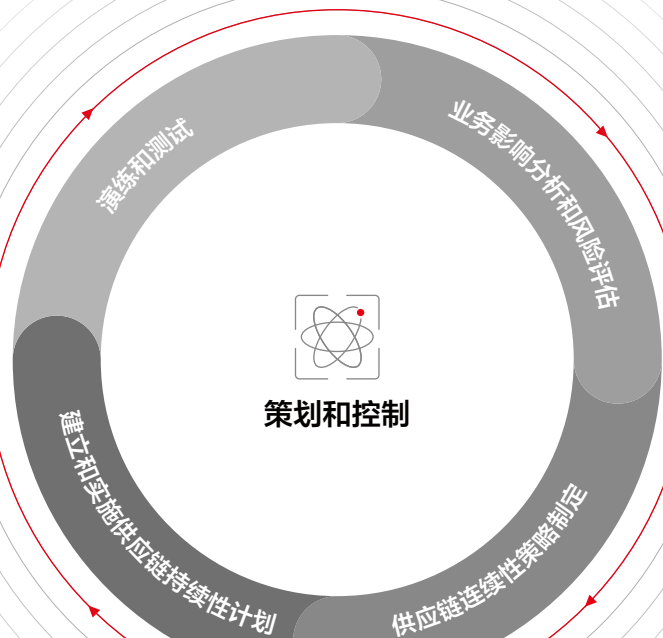 业务影响分析和风险评估
供应链连续性策略制定
建立和实施供应链持续性计划
演练和测试
策划和控制